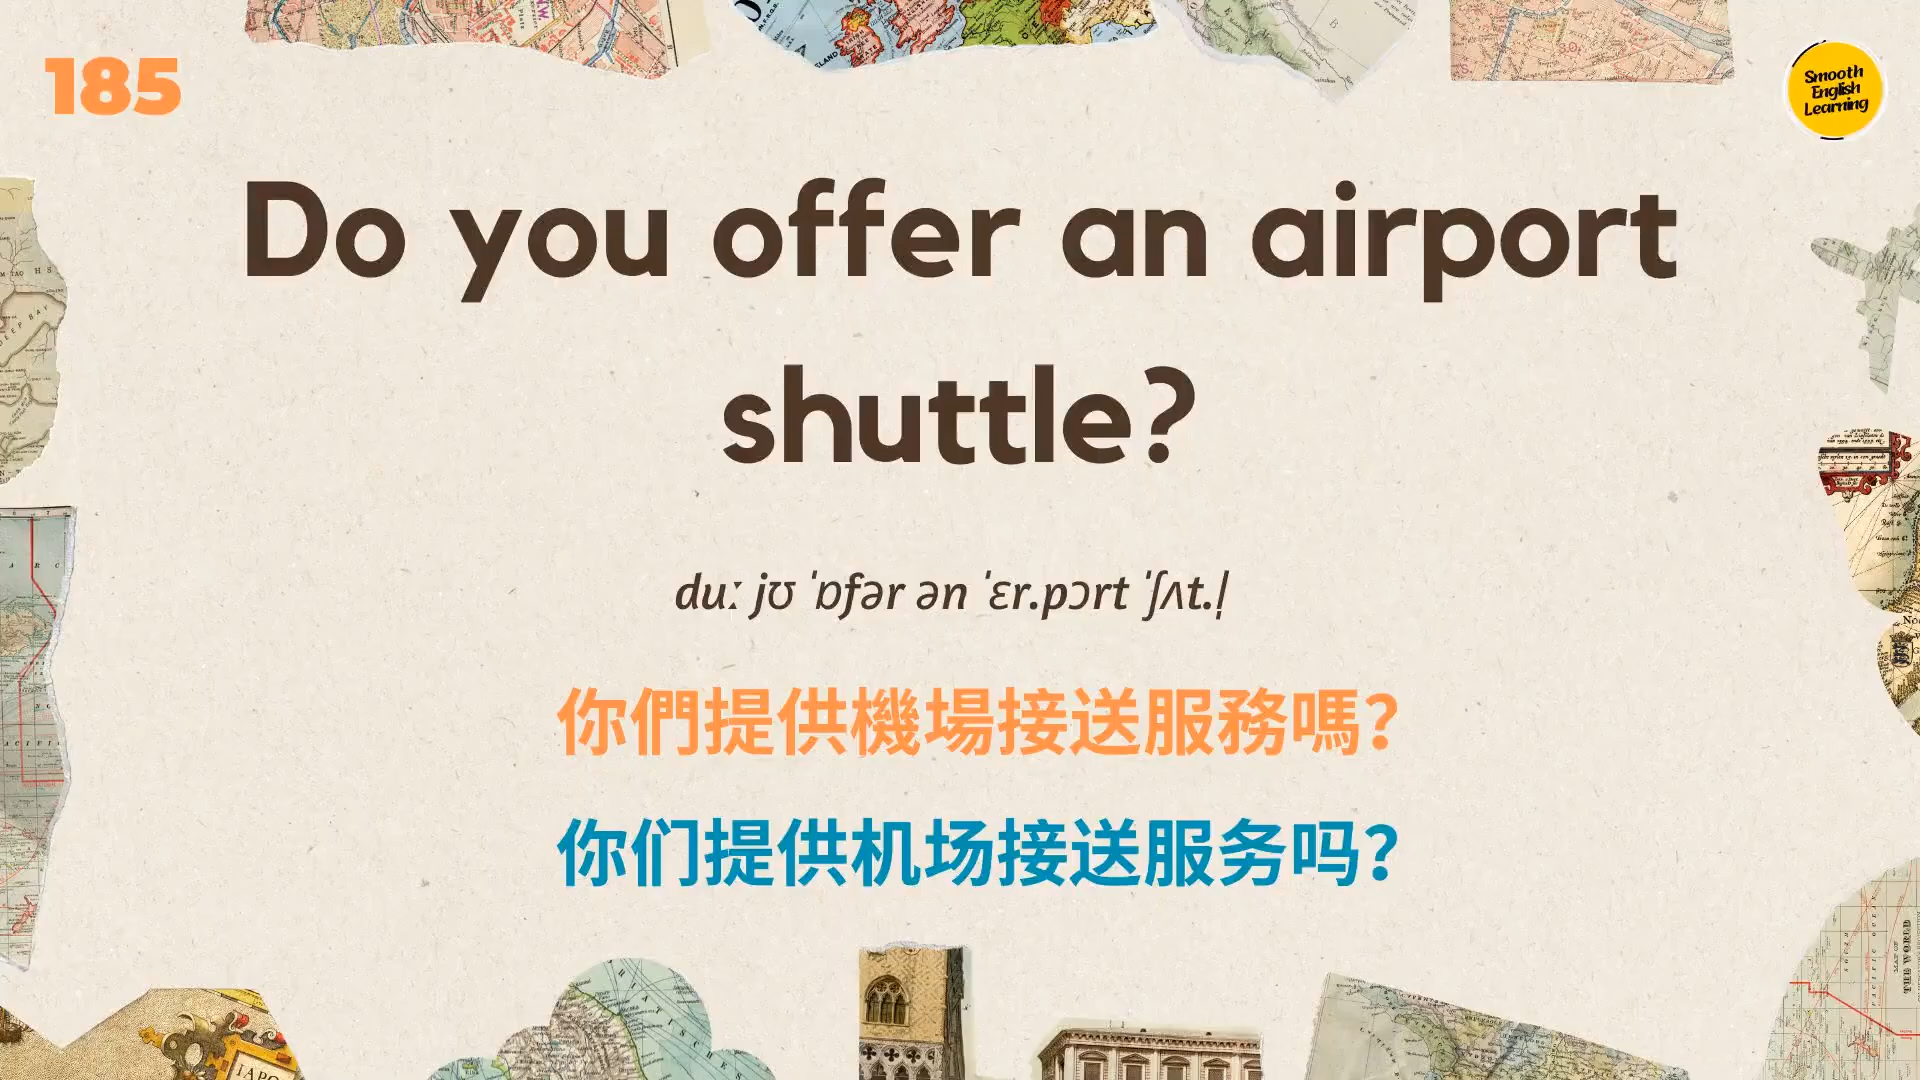 185
Smooth
English
Learning
Do you offer an airport
shuttle?
duː jʊ ˈɒfər ən ˈɛr.pɔrt ˈʃʌt.l̩
你們提供機場接送服務嗎？
你们提供机场接送服务吗？